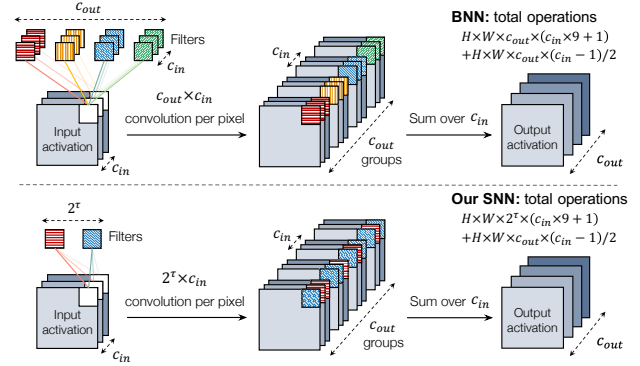 c_out
Filters
c_in
Input
activation
c_in
c_out×c_in
convolution per pixel
c_in
c_out
groups
Sum over c_in
BNN: total operations
H×W×c_out×(c_in×9+1)
+H×W×c_out×(c_in−1)/2
Output
activation
c_out
2^τ
Filters
Input
activation
c_in
2^τ×c_in
convolution per pixel
c_in
c_out
groups
Sum over c_in
Our SNN: total operations
H×W×2^τ×(c_in×9+1)
+H×W×c_out×(c_in−1)/2
Output
activation
c_out